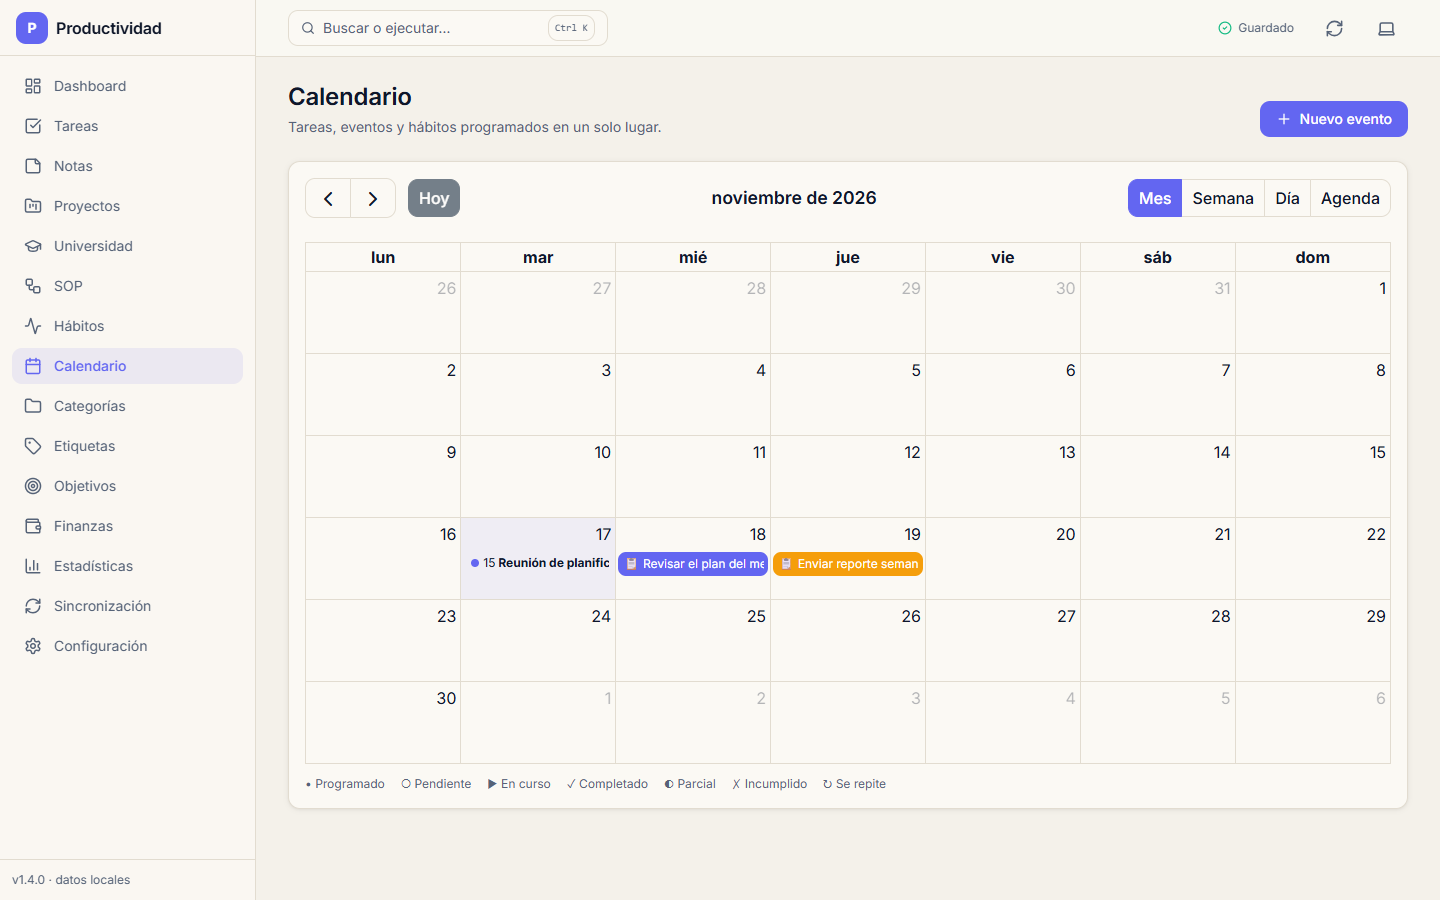 P Productividad
Buscar o ejecutar... Ctrl K
Guardado
Dashboard
Tareas
Notas
Proyectos
Universidad
SOP
Hábitos
Calendario
Categorías
Etiquetas
Objetivos
Finanzas
Estadísticas
Sincronización
Configuración
v1.4.0 · datos locales
Calendario
Tareas, eventos y hábitos programados en un solo lugar.
+ Nuevo evento
Hoy
noviembre de 2026
Mes Semana Día Agenda
lun mar mié jue vie sáb dom
26 27 28 29 30 31 1
2 3 4 5 6 7 8
9 10 11 12 13 14 15
16 17 18 19 20 21 22
15 Reunión de planific Revisar el plan del me Enviar reporte seman
23 24 25 26 27 28 29
30 1 2 3 4 5 6
• Programado ○ Pendiente ▶ En curso ✓ Completado ◐ Parcial ✗ Incumplido ↻ Se repite